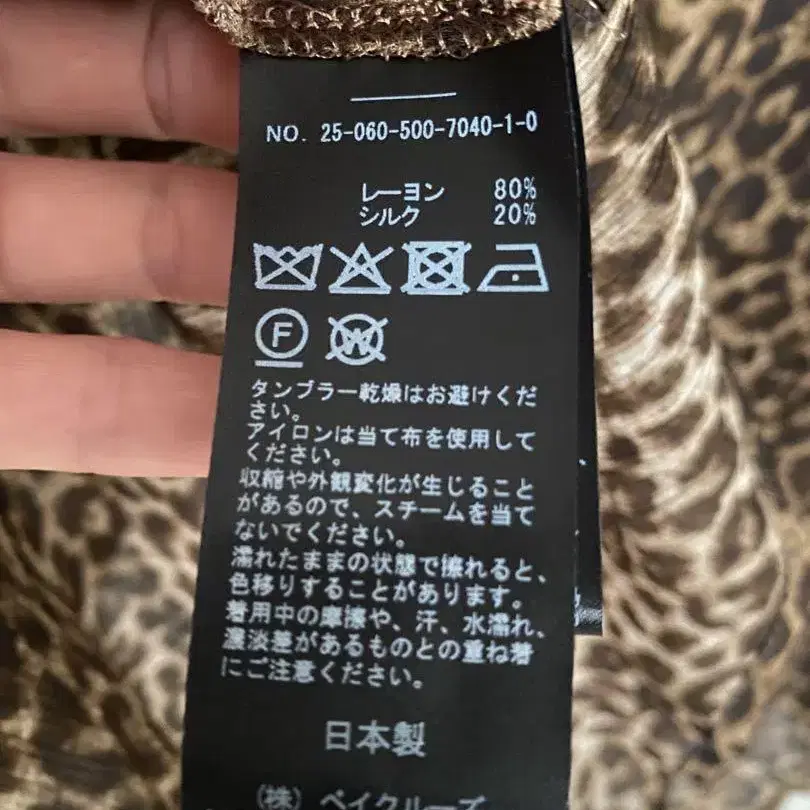 NO. 25-060-500-7040-1-0
レーヨン 80%
シルク 20%
F
W
タンブラー乾燥はお避けくだ
さい。
アイロンは当て布を使用して
ください。
収縮や外観変化が生じること
があるので、スチームを当て
ないでください。
濡れたままの状態で擦れると、
色移りすることがあります。
着用中の摩擦や、汗、水濡れ、
濃淡差があるものとの重ね着
にご注意ください。
日本製
(株) ベイクルーズ